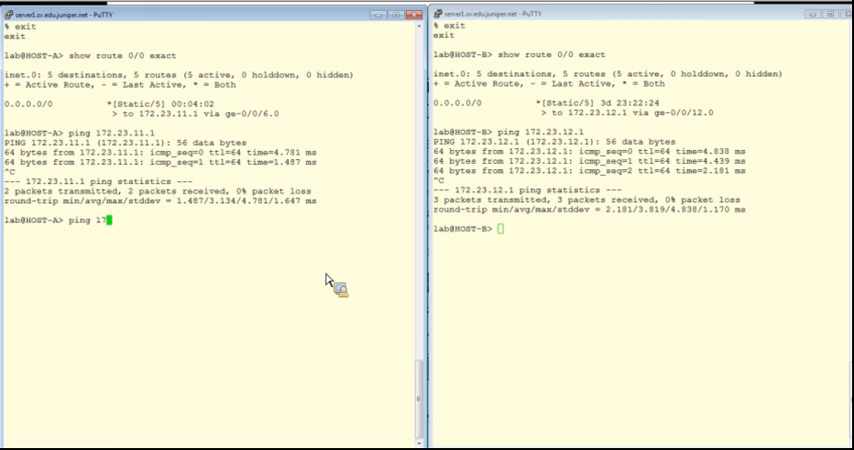 server1.sv.edu.juniper.net - PuTTY
% exit
exit
lab@HOST-A> show route 0/0 exact
inet.0: 5 destinations, 5 routes (5 active, 0 holddown, 0 hidden)
+ = Active Route, - = Last Active, * = Both
0.0.0.0/0 *[Static/5] 00:04:02
> to 172.23.11.1 via ge-0/0/6.0
lab@HOST-A> ping 172.23.11.1
PING 172.23.11.1 (172.23.11.1): 56 data bytes
64 bytes from 172.23.11.1: icmp_seq=0 ttl=64 time=4.781 ms
64 bytes from 172.23.11.1: icmp_seq=1 ttl=64 time=1.487 ms
^C
--- 172.23.11.1 ping statistics ---
2 packets transmitted, 2 packets received, 0% packet loss
round-trip min/avg/max/stddev = 1.487/3.134/4.781/1.647 ms
lab@HOST-A> ping 17
server1.sv.edu.juniper.net - PuTTY
% exit
exit
lab@HOST-B> show route 0/0 exact
inet.0: 5 destinations, 5 routes (5 active, 0 holddown, 0 hidden)
+ = Active Route, - = Last Active, * = Both
0.0.0.0/0 *[Static/5] 3d 23:22:24
> to 172.23.12.1 via ge-0/0/12.0
lab@HOST-B> ping 172.23.12.1
PING 172.23.12.1 (172.23.12.1): 56 data bytes
64 bytes from 172.23.12.1: icmp_seq=0 ttl=64 time=4.838 ms
64 bytes from 172.23.12.1: icmp_seq=1 ttl=64 time=4.439 ms
64 bytes from 172.23.12.1: icmp_seq=2 ttl=64 time=2.181 ms
^C
--- 172.23.12.1 ping statistics ---
3 packets transmitted, 3 packets received, 0% packet loss
round-trip min/avg/max/stddev = 2.181/3.819/4.838/1.170 ms
lab@HOST-B>